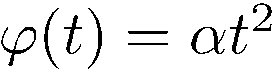 φ(t) = αt²